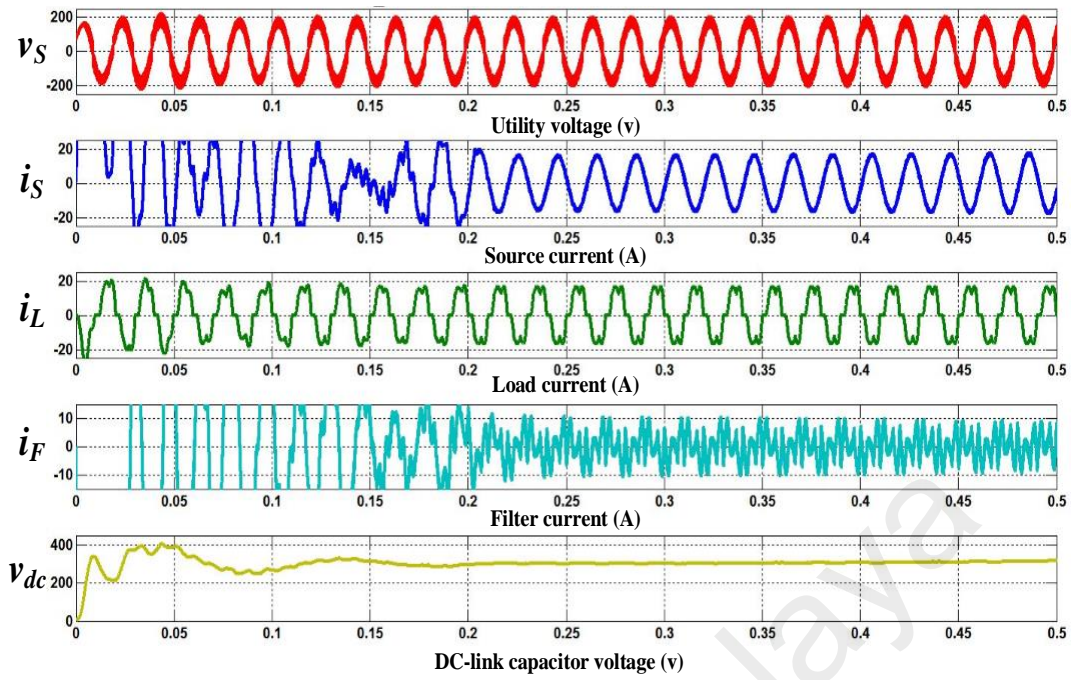 v_S
200
0
-200
0 0.05 0.1 0.15 0.2 0.25 0.3 0.35 0.4 0.45 0.5
Utility voltage (v)
i_S
20
0
-20
0 0.05 0.1 0.15 0.2 0.25 0.3 0.35 0.4 0.45 0.5
Source current (A)
i_L
20
0
-20
0 0.05 0.1 0.15 0.2 0.25 0.3 0.35 0.4 0.45 0.5
Load current (A)
i_F
10
0
-10
0 0.05 0.1 0.15 0.2 0.25 0.3 0.35 0.4 0.45 0.5
Filter current (A)
v_dc
400
200
0
0 0.05 0.1 0.15 0.2 0.25 0.3 0.35 0.4 0.45 0.5
DC-link capacitor voltage (v)
laya